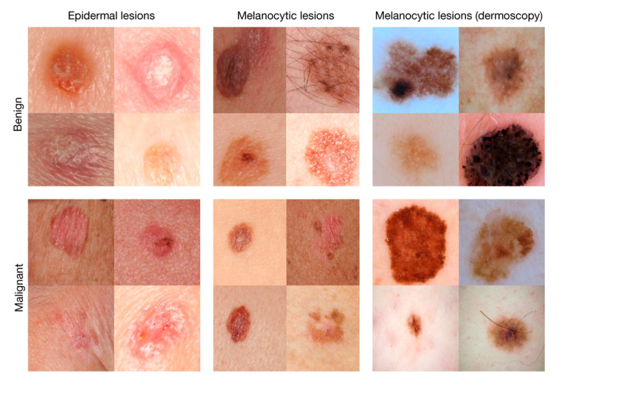 Epidermal lesions
Melanocytic lesions
Melanocytic lesions (dermoscopy)
Benign
Malignant